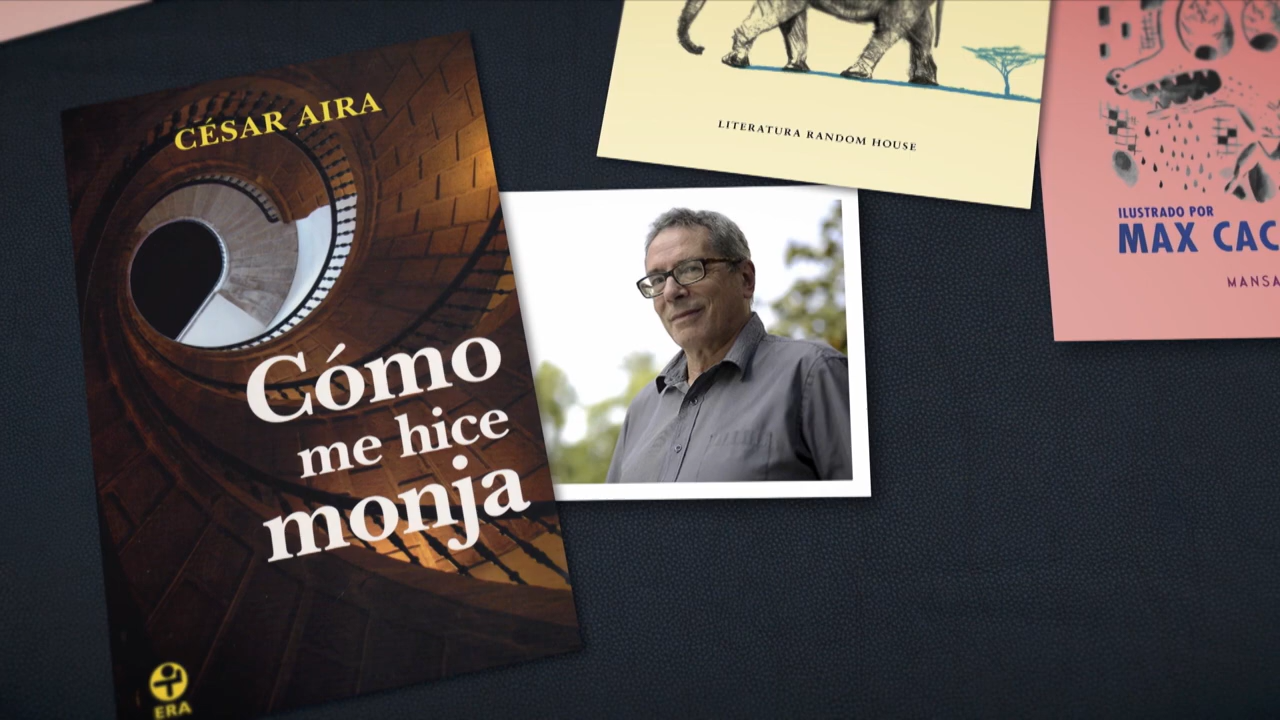 CÉSAR AIRA
Cómo
me hice
monja
ERA
LITERATURA RANDOM HOUSE
ILUSTRADO POR
MAX CAC
MANSA